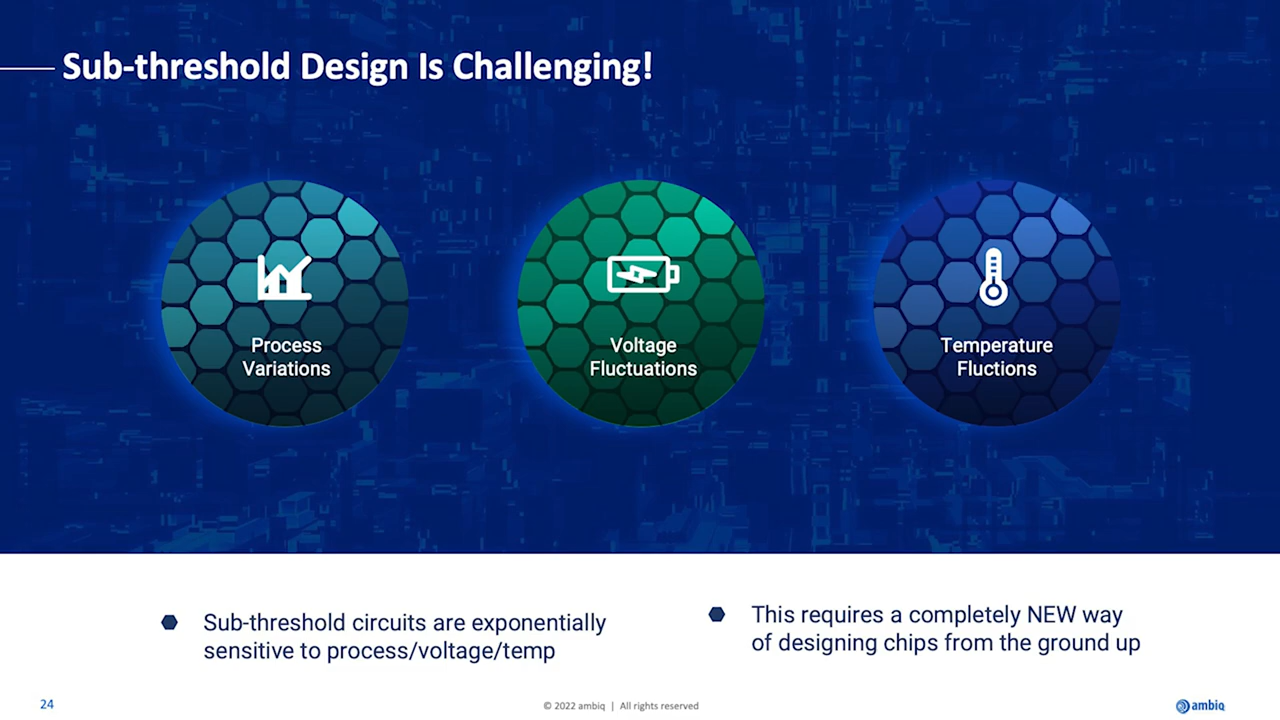 Sub-threshold Design Is Challenging!
Process
Variations
Voltage
Fluctuations
Temperature
Fluctions
Sub-threshold circuits are exponentially
sensitive to process/voltage/temp
This requires a completely NEW way
of designing chips from the ground up
24
© 2022 ambiq | All rights reserved
ambiq